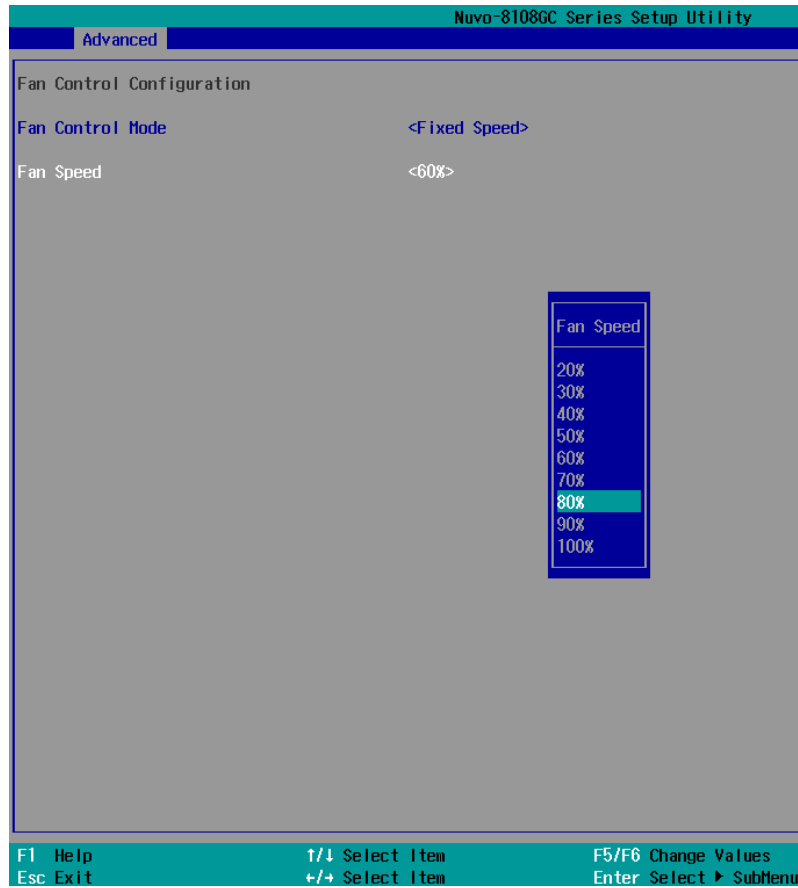 Nuvo-8108GC Series Setup Utility
Advanced
Fan Control Configuration
Fan Control Mode <Fixed Speed>
Fan Speed <60%>
Fan Speed
20%
30%
40%
50%
60%
70%
80%
90%
100%
F1 Help ↑/↓ Select Item F5/F6 Change Values
Esc Exit ←/→ Select Item Enter Select ▶ SubMenu